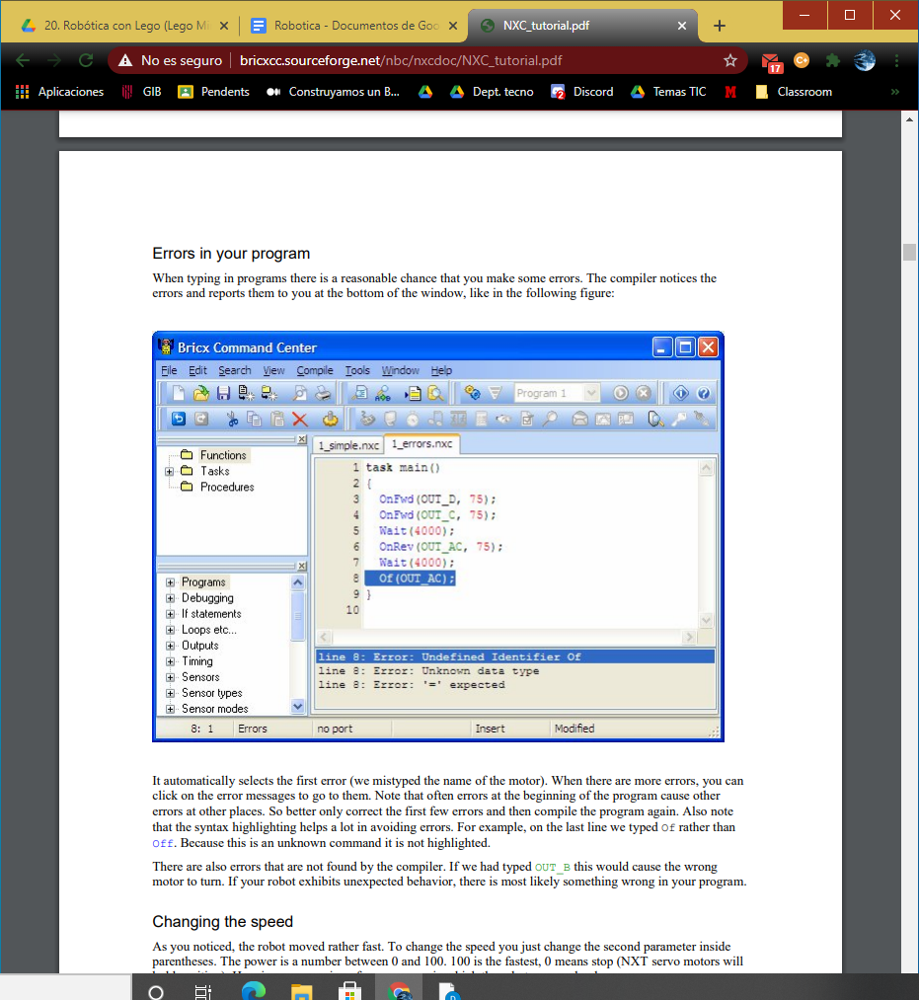 20. Robótica con Lego (Lego Mi
Robotica - Documentos de Goo
NXC_tutorial.pdf
No es seguro
bricxcc.sourceforge.net/nbc/nxcdoc/NXC_tutorial.pdf
17
C+
Aplicaciones
GIB
Pendents
Construyamos un B...
Dept. tecno
Discord
Temas TIC
M
Classroom
»
Errors in your program
When typing in programs there is a reasonable chance that you make some errors. The compiler notices the
errors and reports them to you at the bottom of the window, like in the following figure:
Bricx Command Center
File Edit Search View Compile Tools Window Help
Program 1
Functions
Tasks
Procedures
Programs
Debugging
If statements
Loops etc...
Outputs
Timing
Sensors
Sensor types
Sensor modes
1_simple.nxc 1_errors.nxc
1 task main()
2 {
3 OnFwd(OUT_D, 75);
4 OnFwd(OUT_C, 75);
5 Wait(4000);
6 OnRev(OUT_AC, 75);
7 Wait(4000);
8 Of(OUT_AC);
9 }
10
line 8: Error: Undefined Identifier Of
line 8: Error: Unknown data type
line 8: Error: '=' expected
8: 1 Errors no port Insert Modified
It automatically selects the first error (we mistyped the name of the motor). When there are more errors, you can
click on the error messages to go to them. Note that often errors at the beginning of the program cause other
errors at other places. So better only correct the first few errors and then compile the program again. Also note
that the syntax highlighting helps a lot in avoiding errors. For example, on the last line we typed Of rather than
Off. Because this is an unknown command it is not highlighted.
There are also errors that are not found by the compiler. If we had typed OUT_B this would cause the wrong
motor to turn. If your robot exhibits unexpected behavior, there is most likely something wrong in your program.
Changing the speed
As you noticed, the robot moved rather fast. To change the speed you just change the second parameter inside
parentheses. The power is a number between 0 and 100. 100 is the fastest, 0 means stop (NXT servo motors will